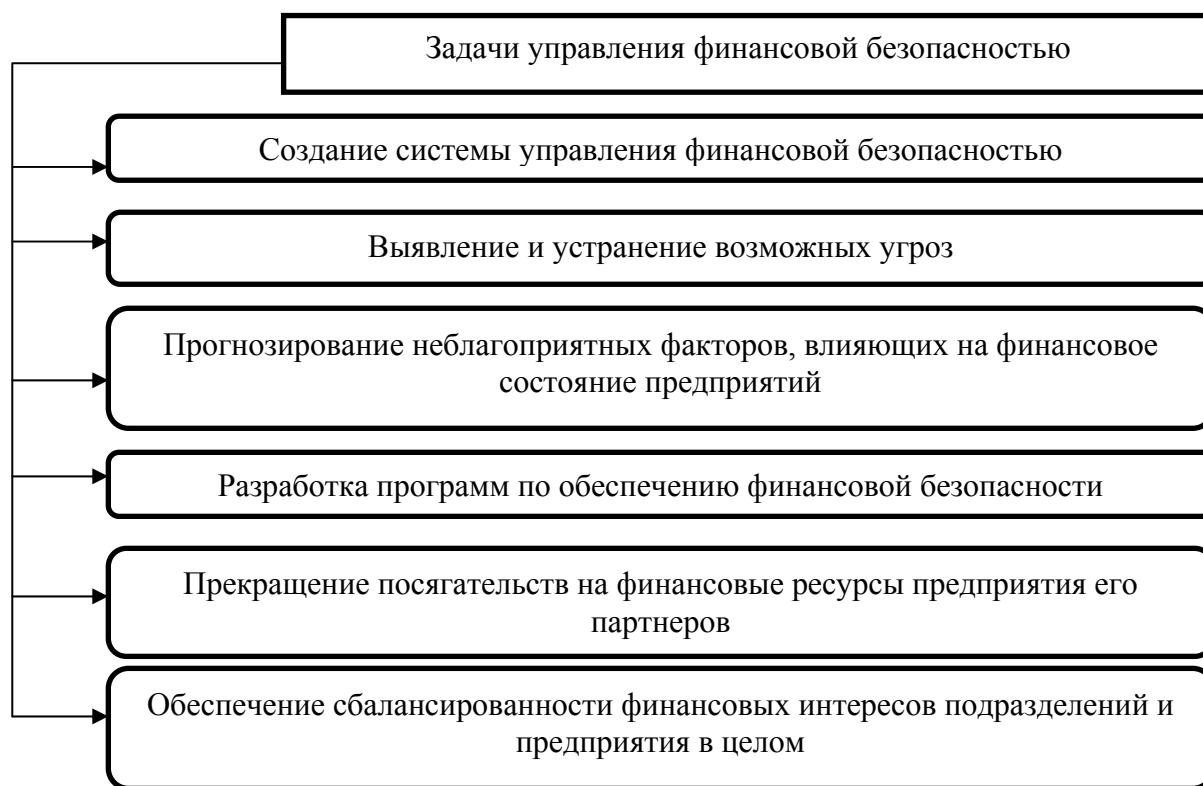 Задачи управления финансовой безопасностью
Создание системы управления финансовой безопасностью
Выявление и устранение возможных угроз
Прогнозирование неблагоприятных факторов, влияющих на финансовое
состояние предприятий
Разработка программ по обеспечению финансовой безопасности
Прекращение посягательств на финансовые ресурсы предприятия его
партнеров
Обеспечение сбалансированности финансовых интересов подразделений и
предприятия в целом